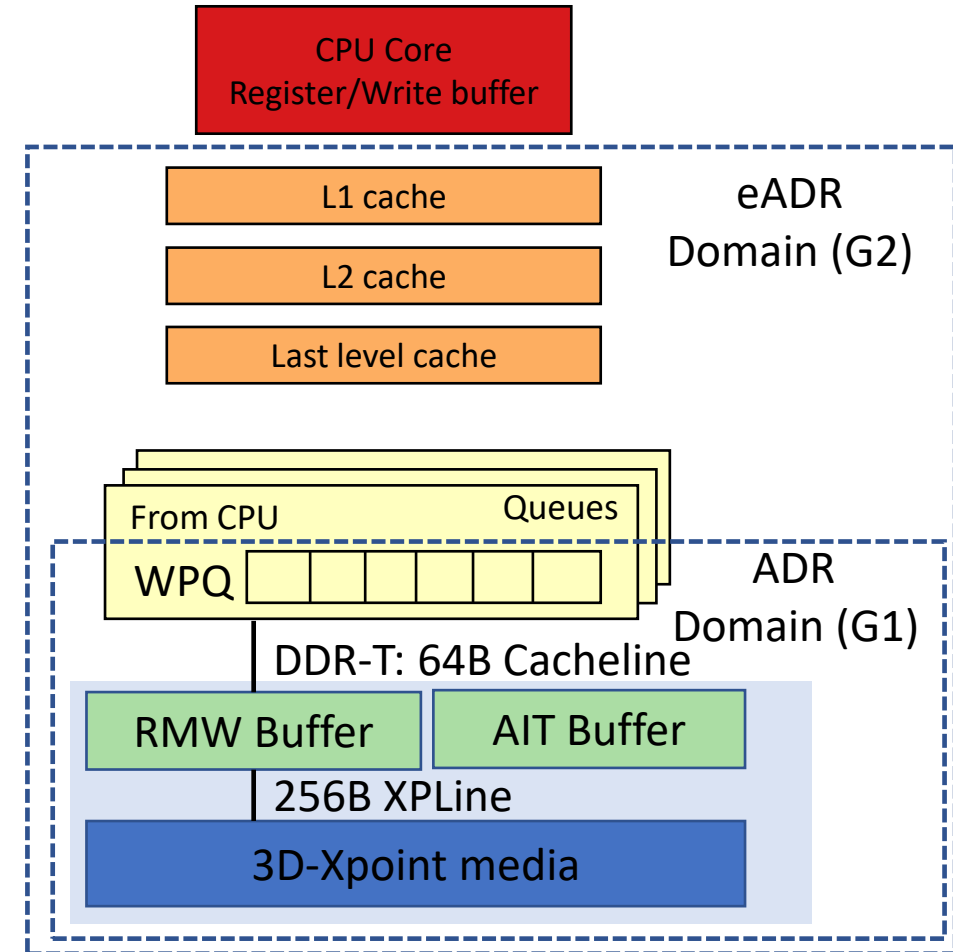 CPU Core
Register/Write buffer
L1 cache
eADR
Domain (G2)
L2 cache
Last level cache
From CPU
Queues
WPQ
ADR
Domain (G1)
DDR-T: 64B Cacheline
RMW Buffer
AIT Buffer
256B XPLine
3D-Xpoint media